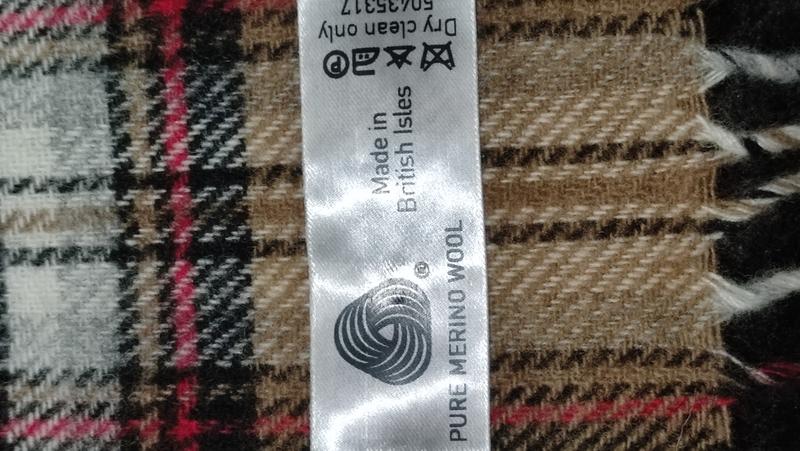 PURE MERINO WOOL
®
Made in
British Isles
P
Dry clean only
50435317